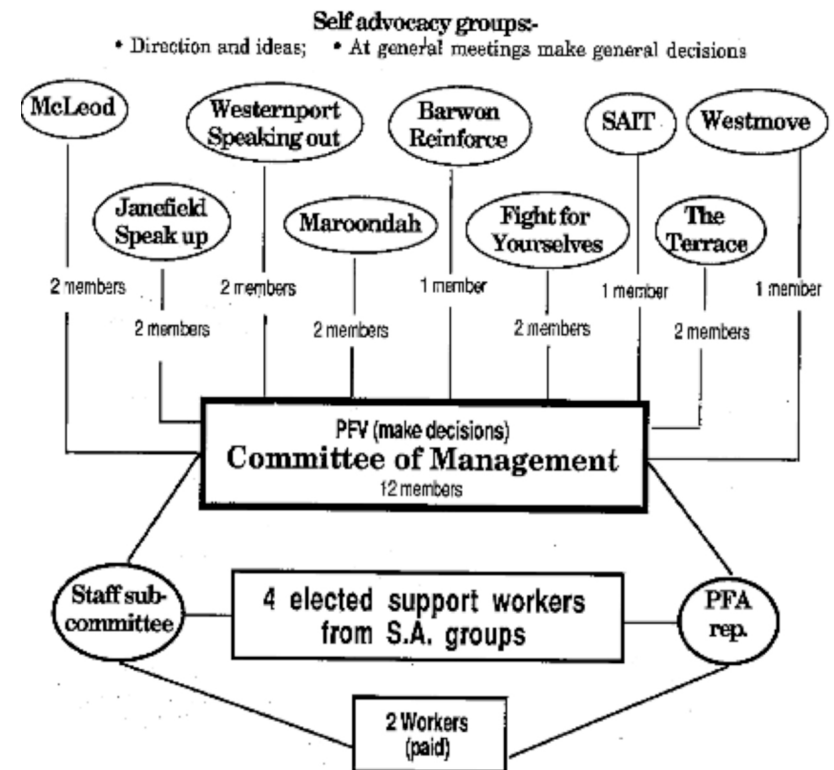 Self advocacy groups:-
• Direction and ideas; • At general meetings make general decisions
McLeod
Westernport
Speaking out
Barwon
Reinforce
SAIT
Westmove
Janefield
Speak up
Maroondah
Fight for
Yourselves
The
Terrace
2 members
2 members
1 member
1 member
1 member
2 members
2 members
2 members
2 members
PFV (make decisions)
Committee of Management
12 members
Staff sub-
committee
4 elected support workers
from S.A. groups
PFA
rep.
2 Workers
(paid)